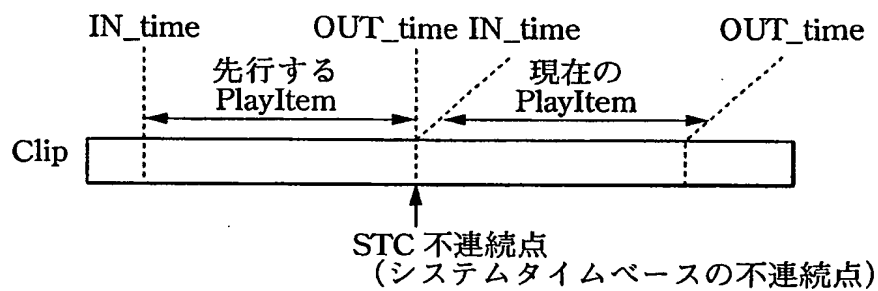 IN_time OUT_time IN_time OUT_time
先行する
PlayItem
現在の
PlayItem
Clip
STC 不連続点
（システムタイムベースの不連続点）